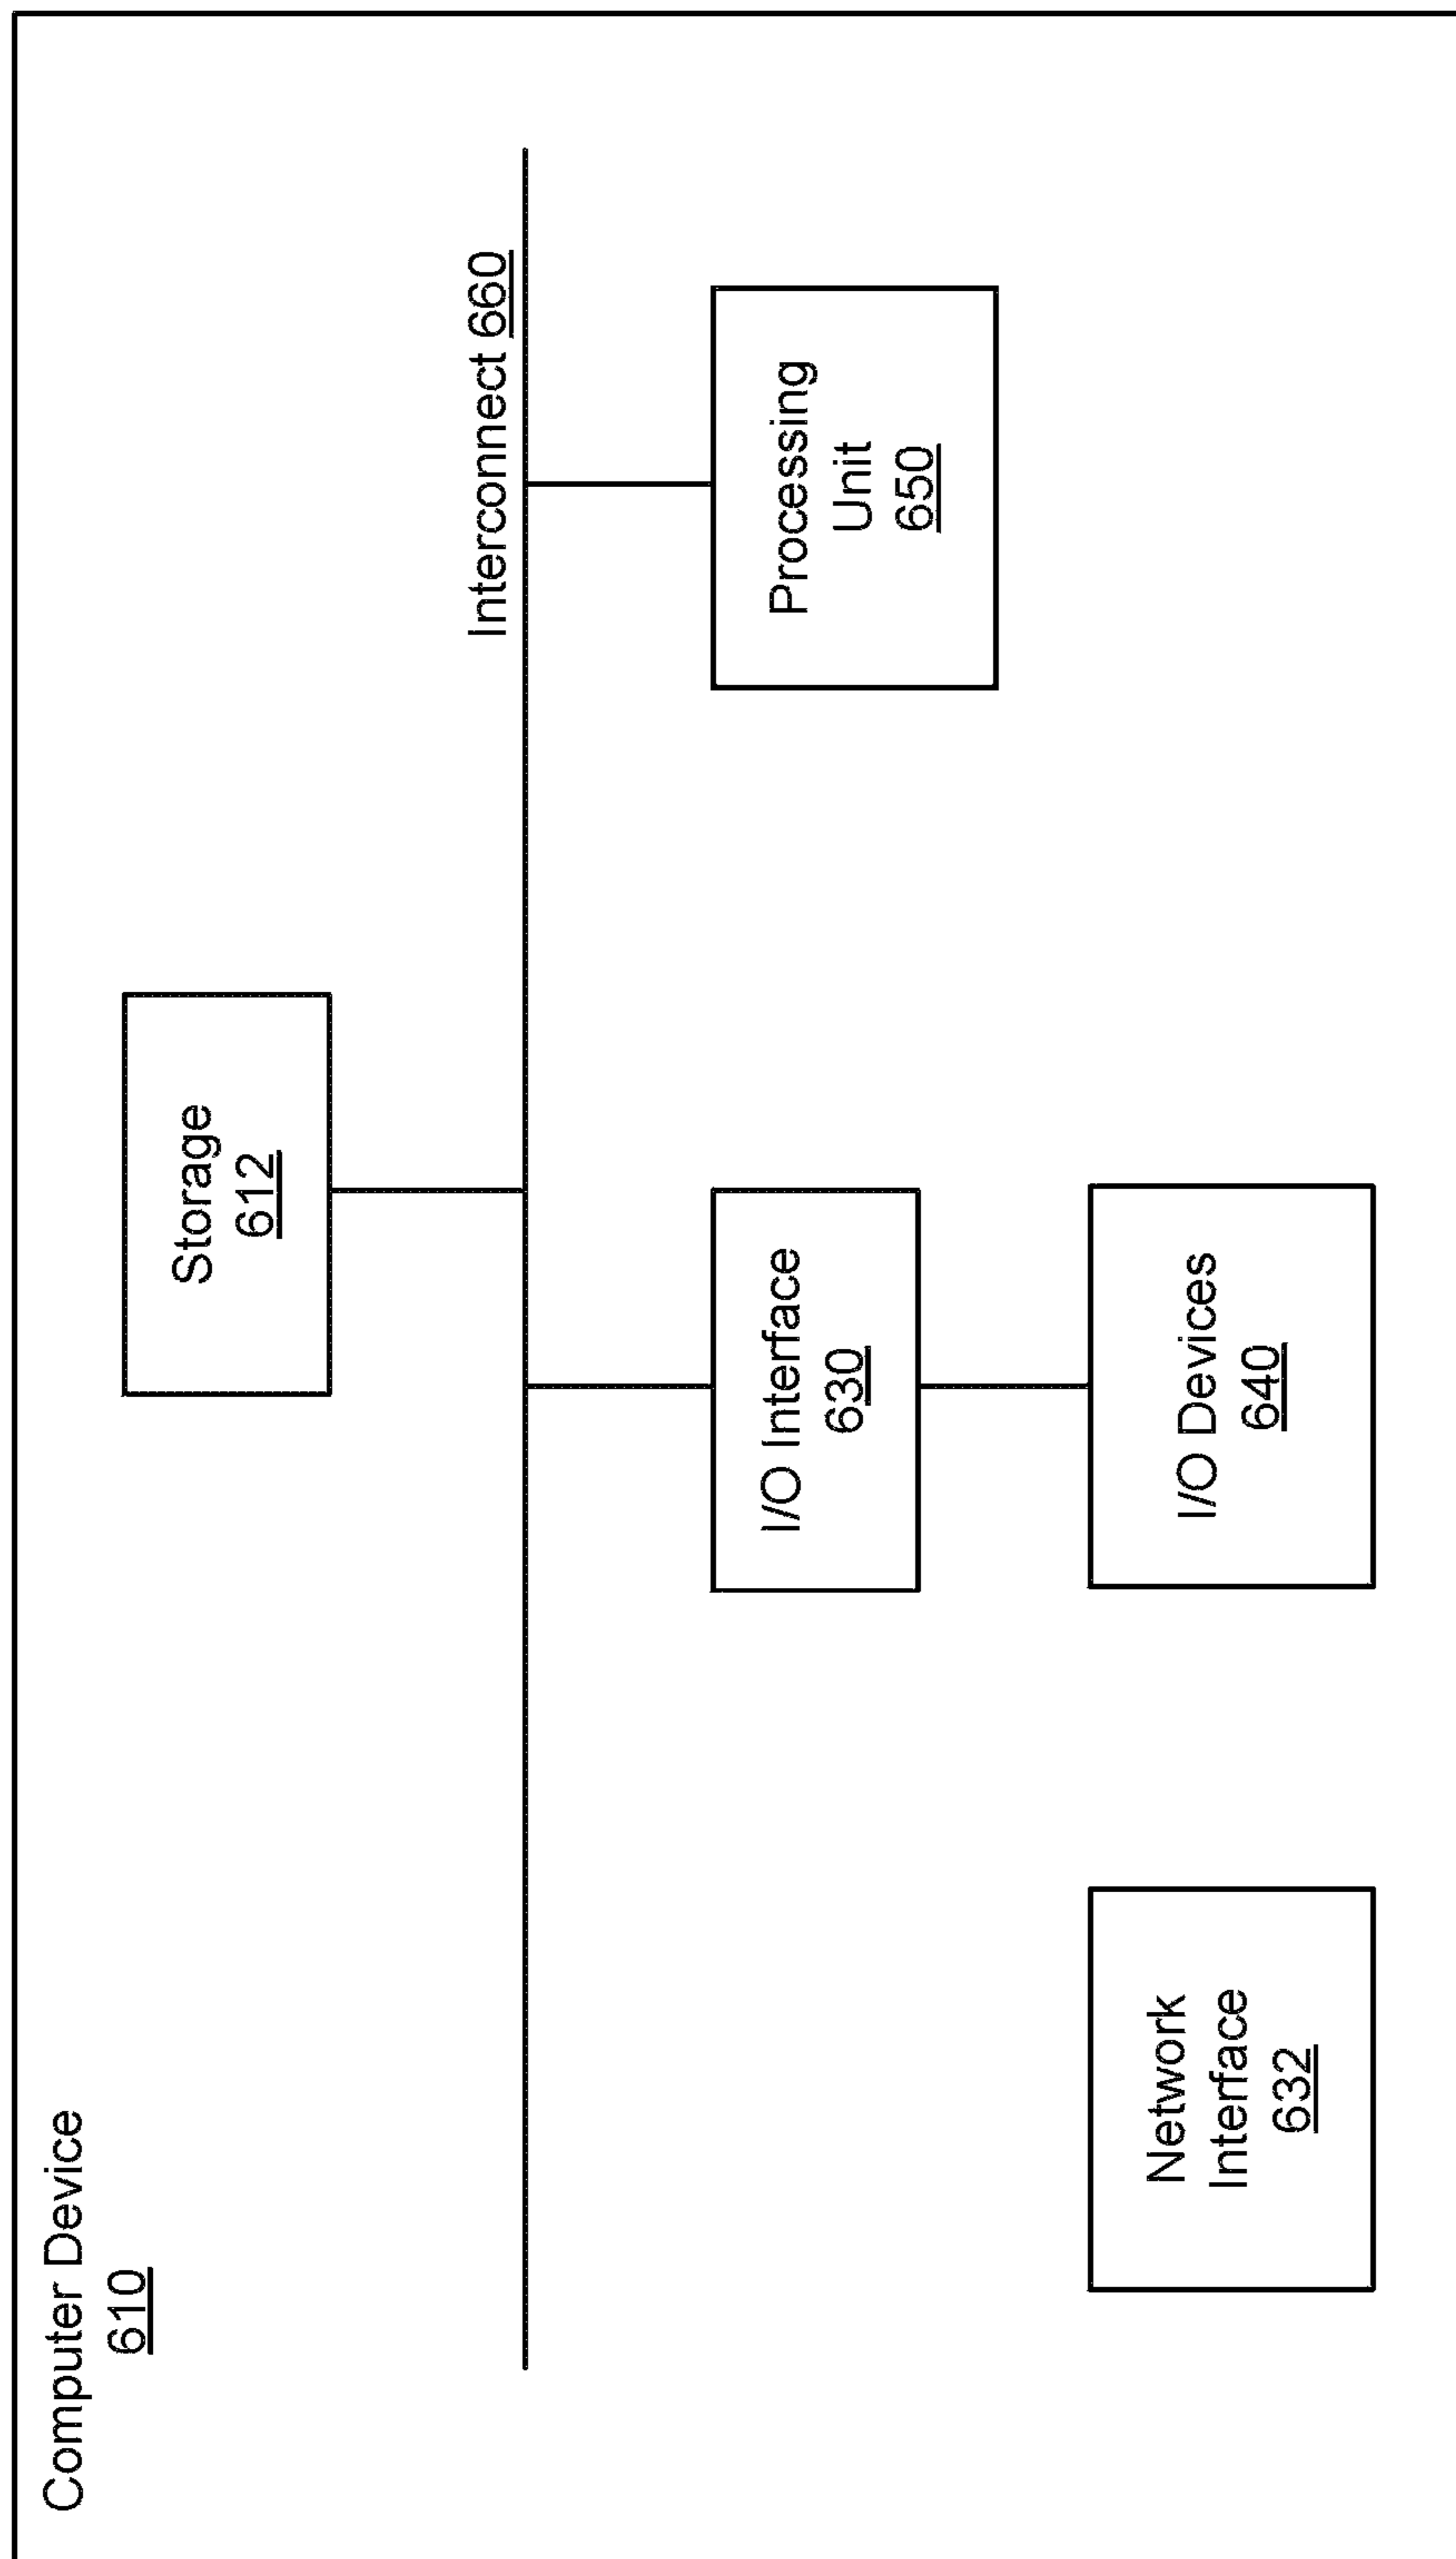 Computer Device
610
Storage
612
Interconnect 660
I/O Interface
630
Processing
Unit
650
Network
Interface
632
I/O Devices
640